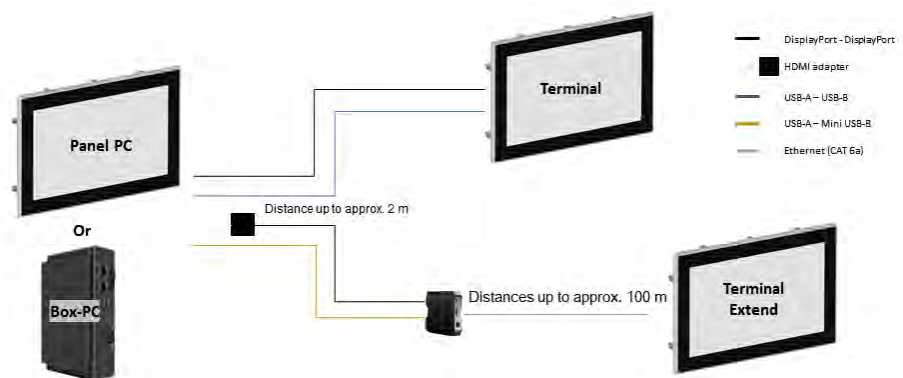 Panel PC
Or
Box-PC
Terminal
Distance up to approx. 2 m
Distances up to approx. 100 m
Terminal
Extend
DisplayPort - DisplayPort
HDMI adapter
USB-A – USB-B
USB-A – Mini USB-B
Ethernet (CAT 6a)